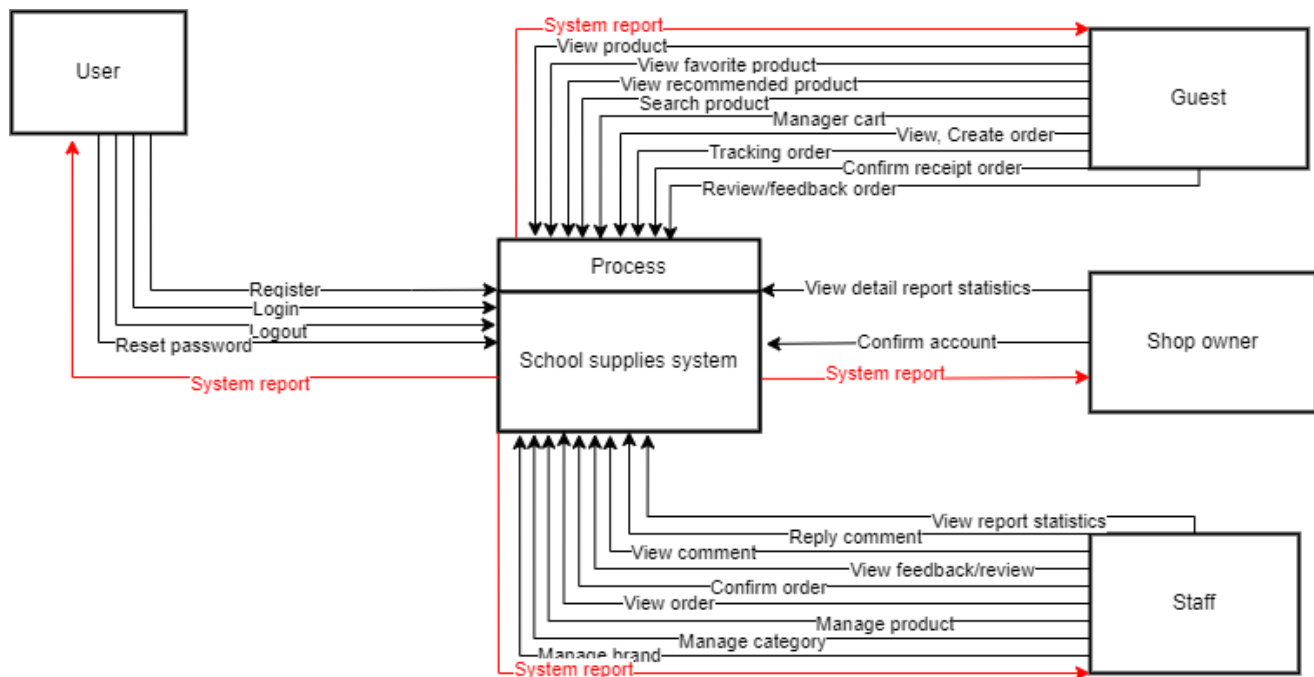 System report
View product
View favorite product
View recommended product
Search product
Manager cart
View, Create order
Tracking order
Confirm receipt order
Review/feedback order
User
Guest
Process
School supplies system
Register
Login
Logout
Reset password
System report
View detail report statistics
Confirm account
System report
Shop owner
View report statistics
Reply comment
View comment
View feedback/review
Confirm order
View order
Manage product
Manage category
Manage brand
System report
Staff